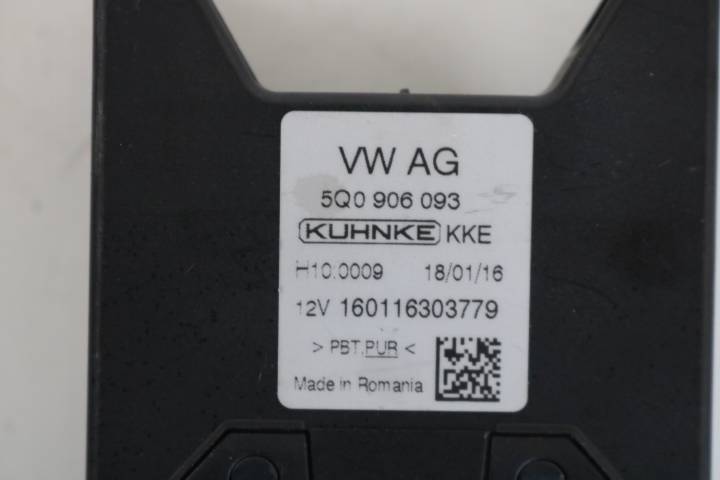 VW AG
5Q0 906 093
KUHNKE KKE
H10.0009 18/01/16
12V 160116303779
> PBT,PUR <
Made in Romania